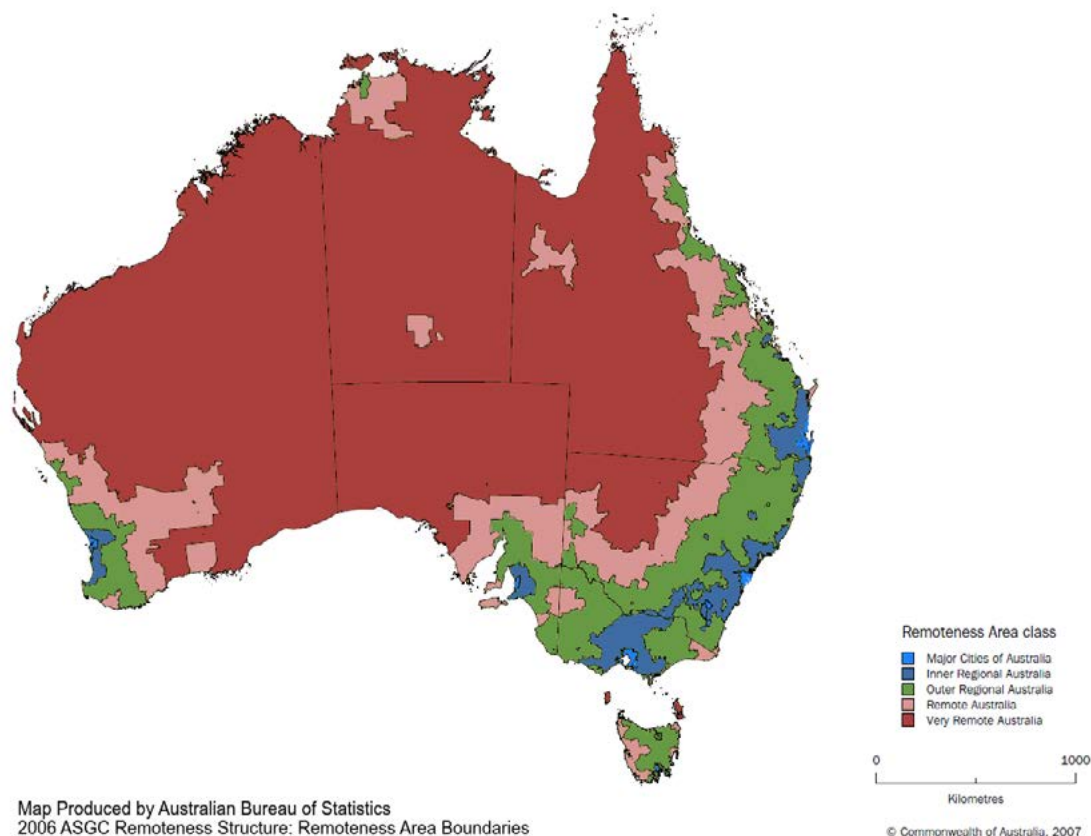 Remoteness Area class
Major Cities of Australia
Inner Regional Australia
Outer Regional Australia
Remote Australia
Very Remote Australia
0 1000
Kilometres
Map Produced by Australian Bureau of Statistics
2006 ASGC Remoteness Structure: Remoteness Area Boundaries
© Commonwealth of Australia, 2007